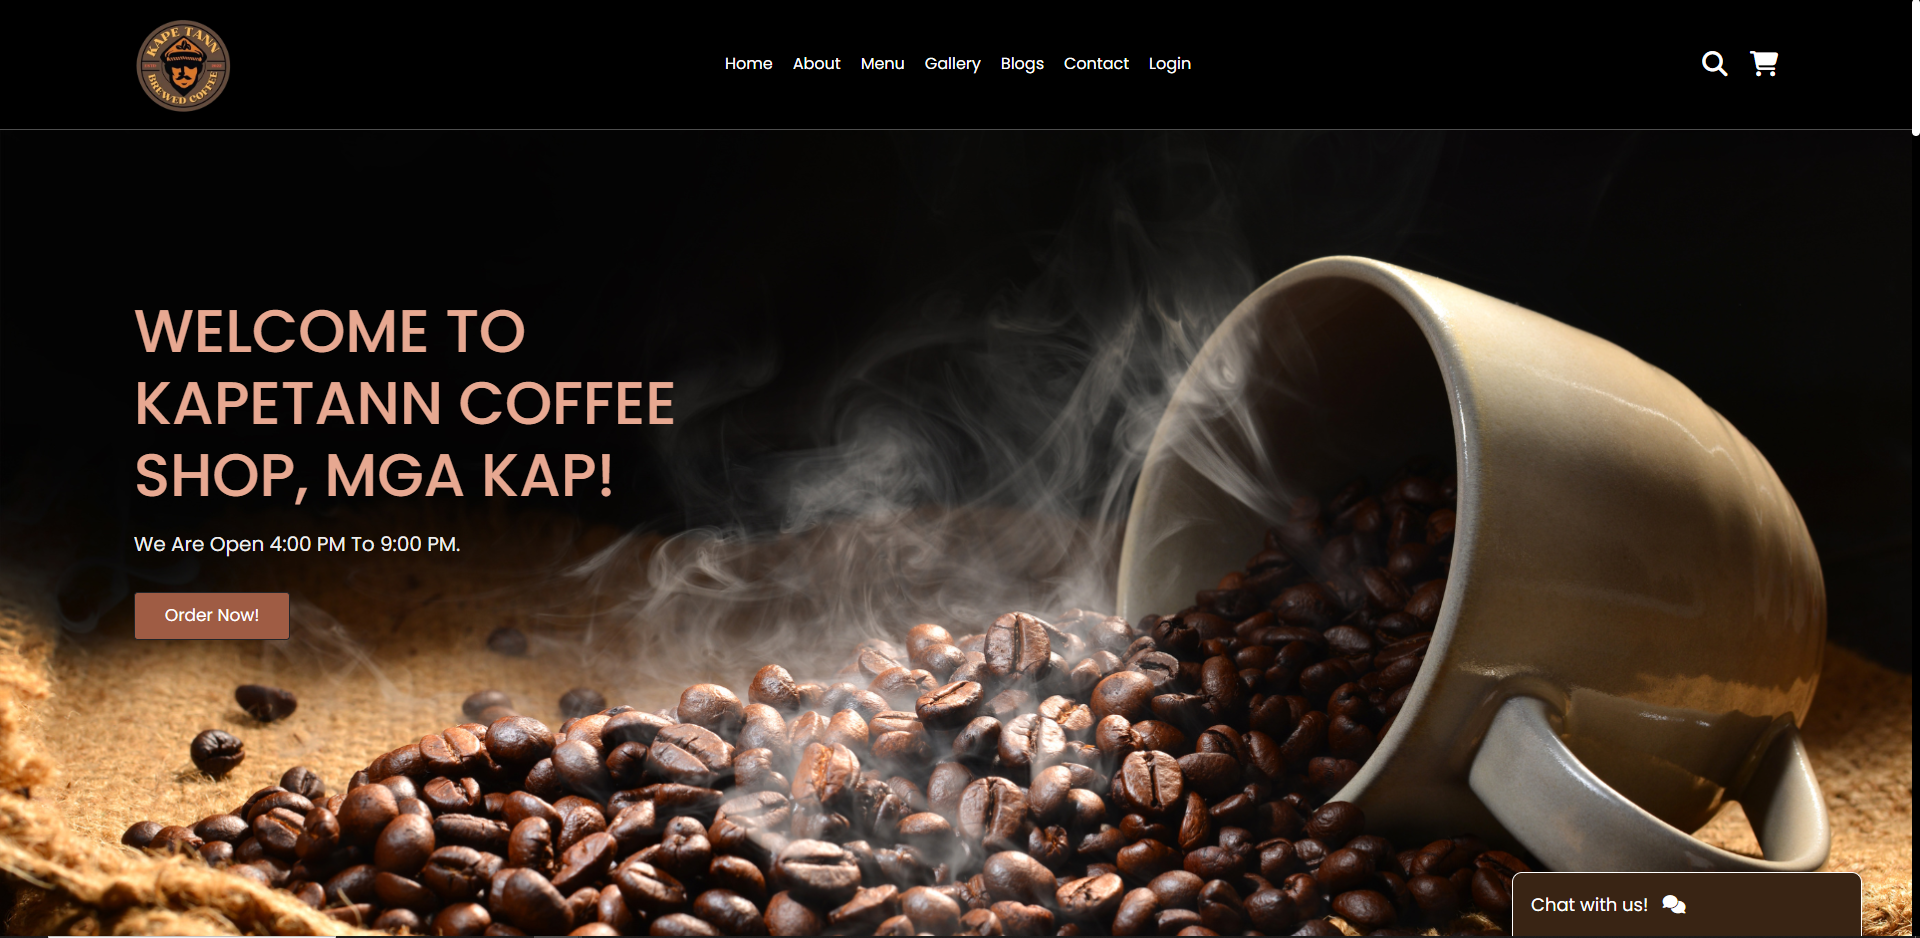 KAPE TANN
BREWED COFFEE
Home About Menu Gallery Blogs Contact Login
WELCOME TO
KAPETANN COFFEE
SHOP, MGA KAP!
We Are Open 4:00 PM To 9:00 PM.
Order Now!
Chat with us!